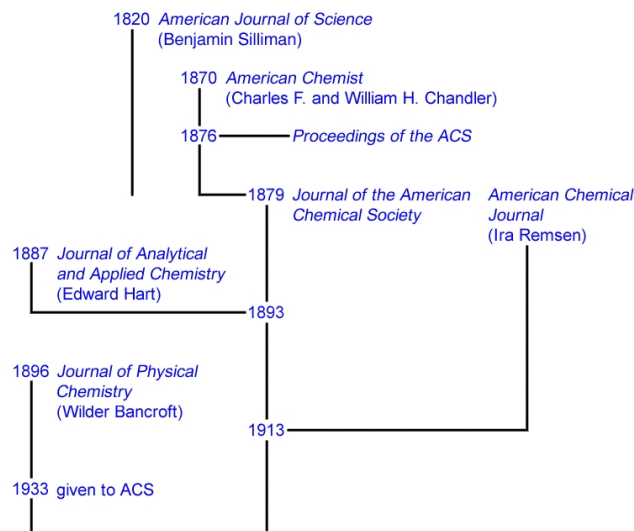 1820 American Journal of Science
(Benjamin Silliman)
1870 American Chemist
(Charles F. and William H. Chandler)
1876 Proceedings of the ACS
1879 Journal of the American
Chemical Society
American Chemical
Journal
(Ira Remsen)
1887 Journal of Analytical
and Applied Chemistry
(Edward Hart)
1893
1896 Journal of Physical
Chemistry
(Wilder Bancroft)
1913
1933 given to ACS